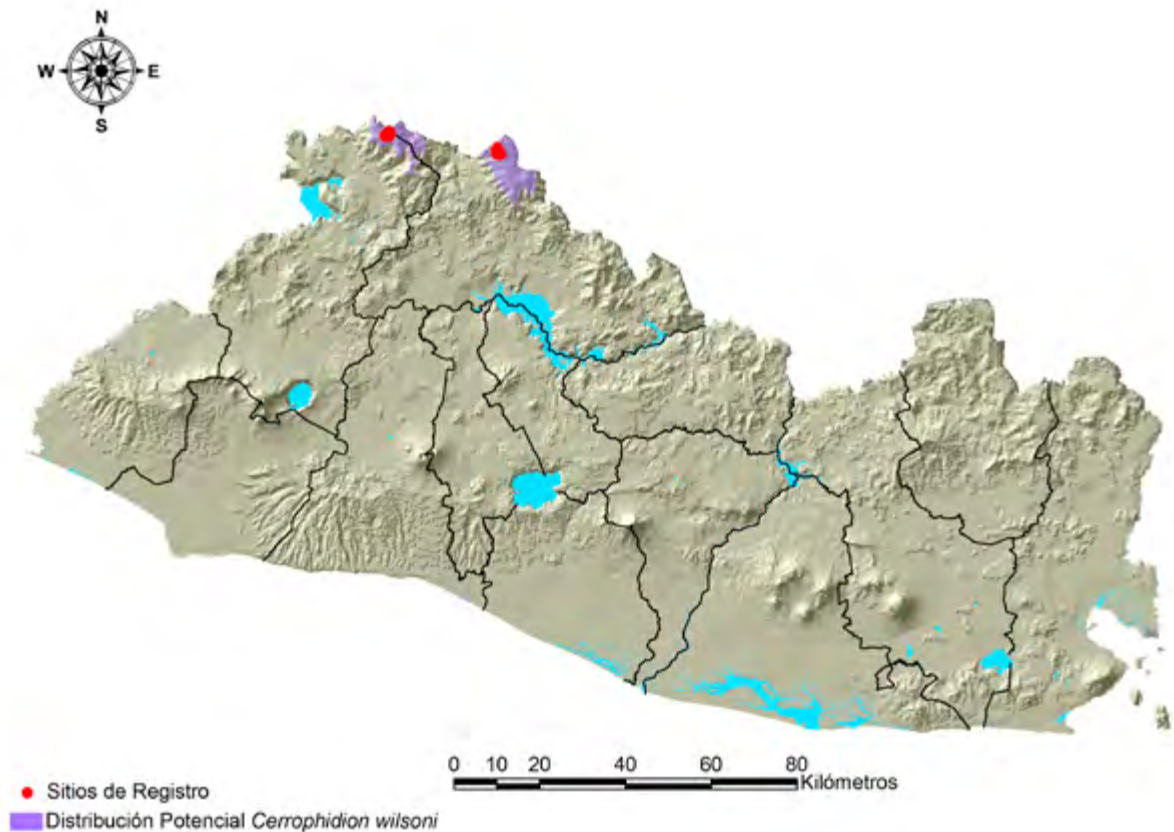 N
W E
S
0 10 20 40 60 80
Kilómetros
Sitios de Registro
Distribución Potencial Cerrophidion wilsoni